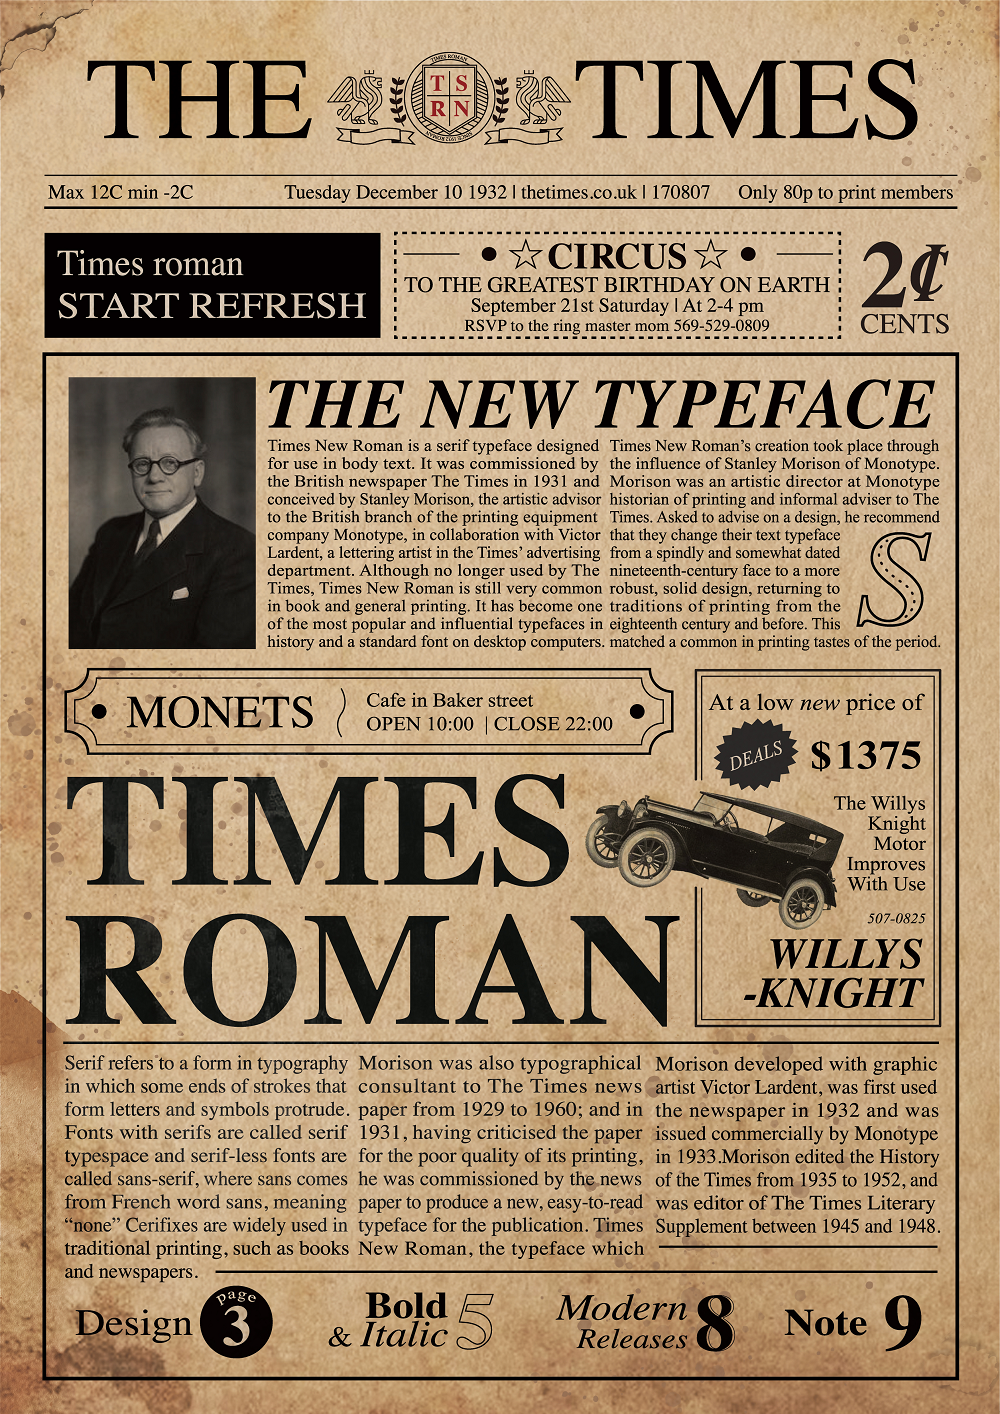 THE TIMES
TIMES ROMAN
T S
R N
Max 12C min -2C
Tuesday December 10 1932 | thetimes.co.uk | 170807
Only 80p to print members
Times roman
START REFRESH
CIRCUS
TO THE GREATEST BIRTHDAY ON EARTH
September 21st Saturday | At 2-4 pm
RSVP to the ring master mom 569-529-0809
2¢
CENTS
THE NEW TYPEFACE
Times New Roman is a serif typeface designed
for use in body text. It was commissioned by
the British newspaper The Times in 1931 and
conceived by Stanley Morison, the artistic advisor
to the British branch of the printing equipment
company Monotype, in collaboration with Victor
Lardent, a lettering artist in the Times' advertising
department. Although no longer used by The
Times, Times New Roman is still very common
in book and general printing. It has become one
of the most popular and influential typefaces in
history and a standard font on desktop computers.
Times New Roman's creation took place through
the influence of Stanley Morison of Monotype.
Morison was an artistic director at Monotype
historian of printing and informal adviser to The
Times. Asked to advise on a design, he recommend
that they change their text typeface
from a spindly and somewhat dated
nineteenth-century face to a more
robust, solid design, returning to
traditions of printing from the
eighteenth century and before. This
matched a common in printing tastes of the period.
S
MONETS
Cafe in Baker street
OPEN 10:00 | CLOSE 22:00
At a low new price of
DEALS
$1375
The Willys
Knight
Motor
Improves
With Use
507-0825
WILLYS
-KNIGHT
TIMES
ROMAN
Serif refers to a form in typography
in which some ends of strokes that
form letters and symbols protrude.
Fonts with serifs are called serif
typespace and serif-less fonts are
called sans-serif, where sans comes
from French word sans, meaning
“none” Cerifixes are widely used in
traditional printing, such as books
and newspapers.
Morison was also typographical
consultant to The Times news
paper from 1929 to 1960; and in
1931, having criticised the paper
for the poor quality of its printing,
he was commissioned by the news
paper to produce a new, easy-to-read
typeface for the publication. Times
New Roman, the typeface which
Morison developed with graphic
artist Victor Lardent, was first used
the newspaper in 1932 and was
issued commercially by Monotype
in 1933.Morison edited the History
of the Times from 1935 to 1952, and
was editor of The Times Literary
Supplement between 1945 and 1948.
Design page 3
Bold
& Italic 5
Modern
Releases 8
Note 9